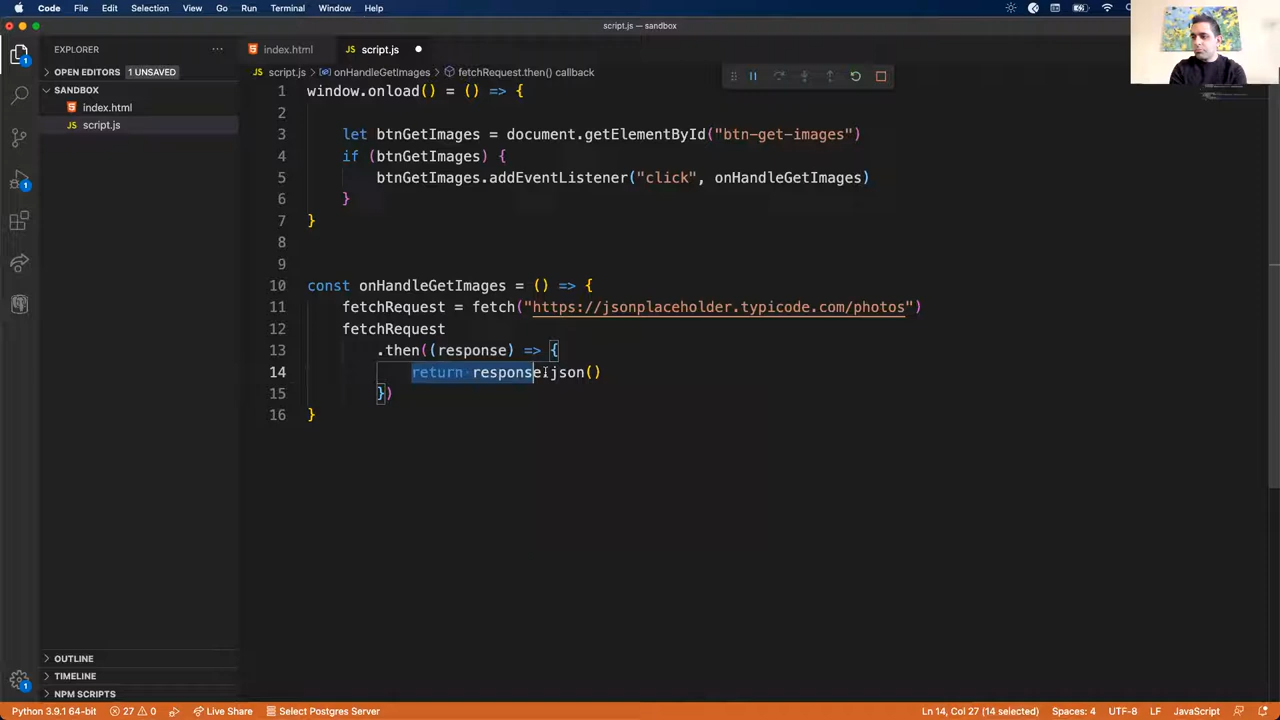 Code File Edit Selection View Go Run Terminal Window Help
script.js — sandbox
EXPLORER
index.html
script.js
OPEN EDITORS 1 UNSAVED
script.js > onHandleGetImages > fetchRequest.then() callback
SANDBOX
index.html
script.js
1 window.onload() = () => {
2
3 let btnGetImages = document.getElementById("btn-get-images")
4 if (btnGetImages) {
5 btnGetImages.addEventListener("click", onHandleGetImages)
6 }
7 }
8
9
10 const onHandleGetImages = () => {
11 fetchRequest = fetch("https://jsonplaceholder.typicode.com/photos")
12 fetchRequest
13 .then((response) => {
14 return response.json()
15 })
16 }
OUTLINE
TIMELINE
NPM SCRIPTS
Python 3.9.1 64-bit 27 0 Live Share Select Postgres Server Ln 14, Col 27 (14 selected) Spaces: 4 UTF-8 LF JavaScript